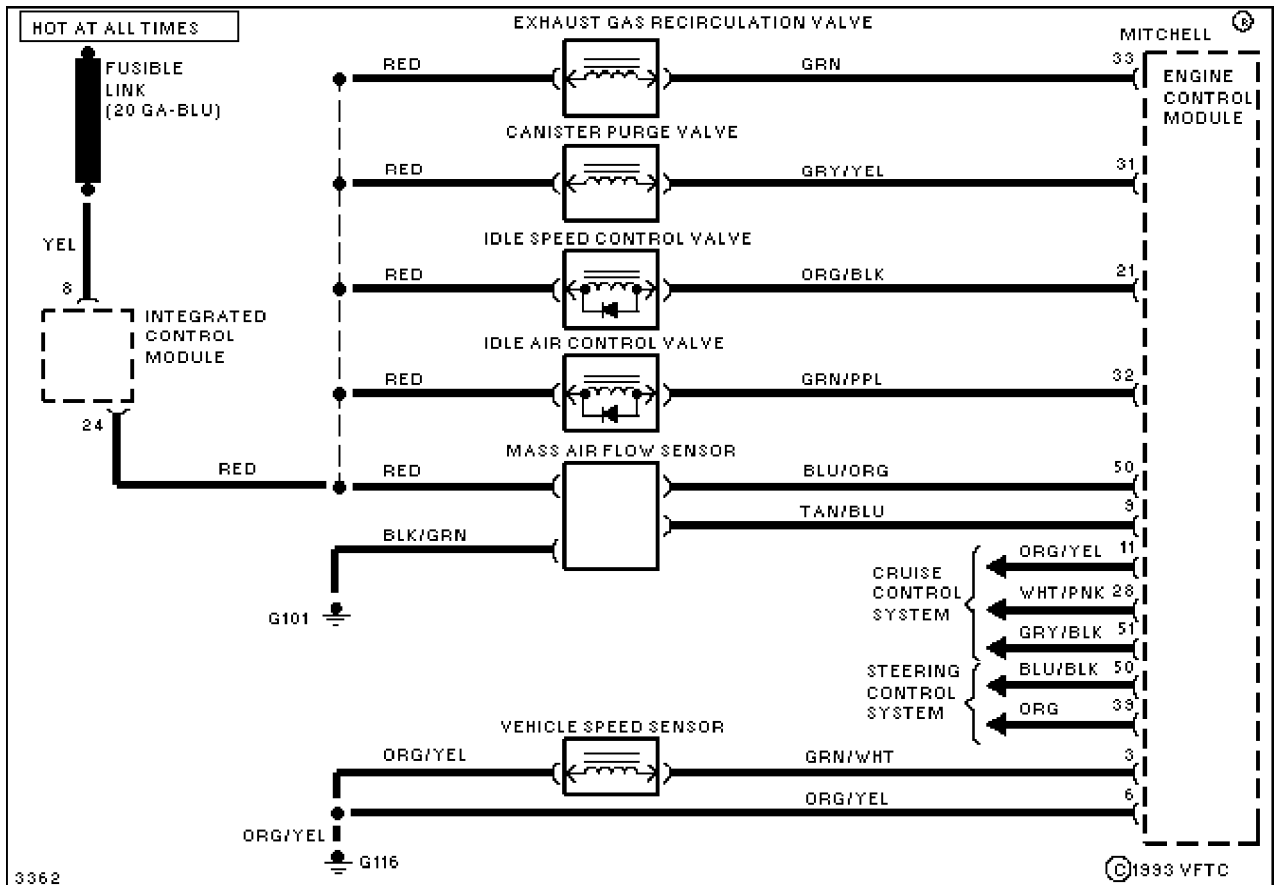 HOT AT ALL TIMES
EXHAUST GAS RECIRCULATION VALVE
R
MITCHELL
FUSIBLE
LINK
(20 GA-BLU)
RED
GRN
33
ENGINE
CONTROL
MODULE
CANISTER PURGE VALVE
RED
GRY/YEL
31
YEL
IDLE SPEED CONTROL VALVE
8
RED
ORG/BLK
21
INTEGRATED
CONTROL
MODULE
IDLE AIR CONTROL VALVE
RED
GRN/PPL
32
24
MASS AIR FLOW SENSOR
RED
RED
BLU/ORG
50
TAN/BLU
9
BLK/GRN
G101
CRUISE
CONTROL
SYSTEM
ORG/YEL 11
WHT/PNK 28
GRY/BLK 51
STEERING
CONTROL
SYSTEM
BLU/BLK 50
ORG 39
VEHICLE SPEED SENSOR
ORG/YEL
GRN/WHT
3
ORG/YEL
6
ORG/YEL
G116
3362
©1993 VFTC